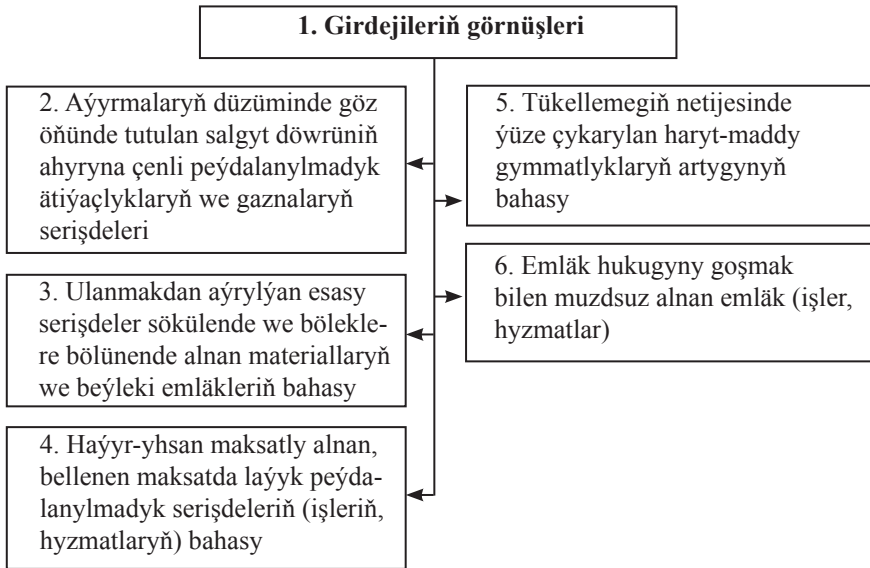 1. Girdejileriň görnüşleri
2. Aýyrmalaryň düzüminde göz
öňünde tutulan salgyt döwrüniň
ahyryna çenli peýdalanylmadyk
ätiýaçlyklaryň we gaznalaryň
serişdeleri
3. Ulanmakdan aýrylýan esasy
serişdeler sökülende we bölekle-
re bölünende alnan materiallaryň
we beýleki emläkleriň bahasy
4. Haýyr-yhsan maksatly alnan,
bellenen maksatda laýyk peýda-
lanylmadyk serişdeleriň (işleriň,
hyzmatlaryň) bahasy
5. Tükellemegiň netijesinde
ýüze çykarylan haryt-maddy
gymmatlyklaryň artygynyň
bahasy
6. Emläk hukugyny goşmak
bilen muzdsuz alnan emläk (işler,
hyzmatlar)